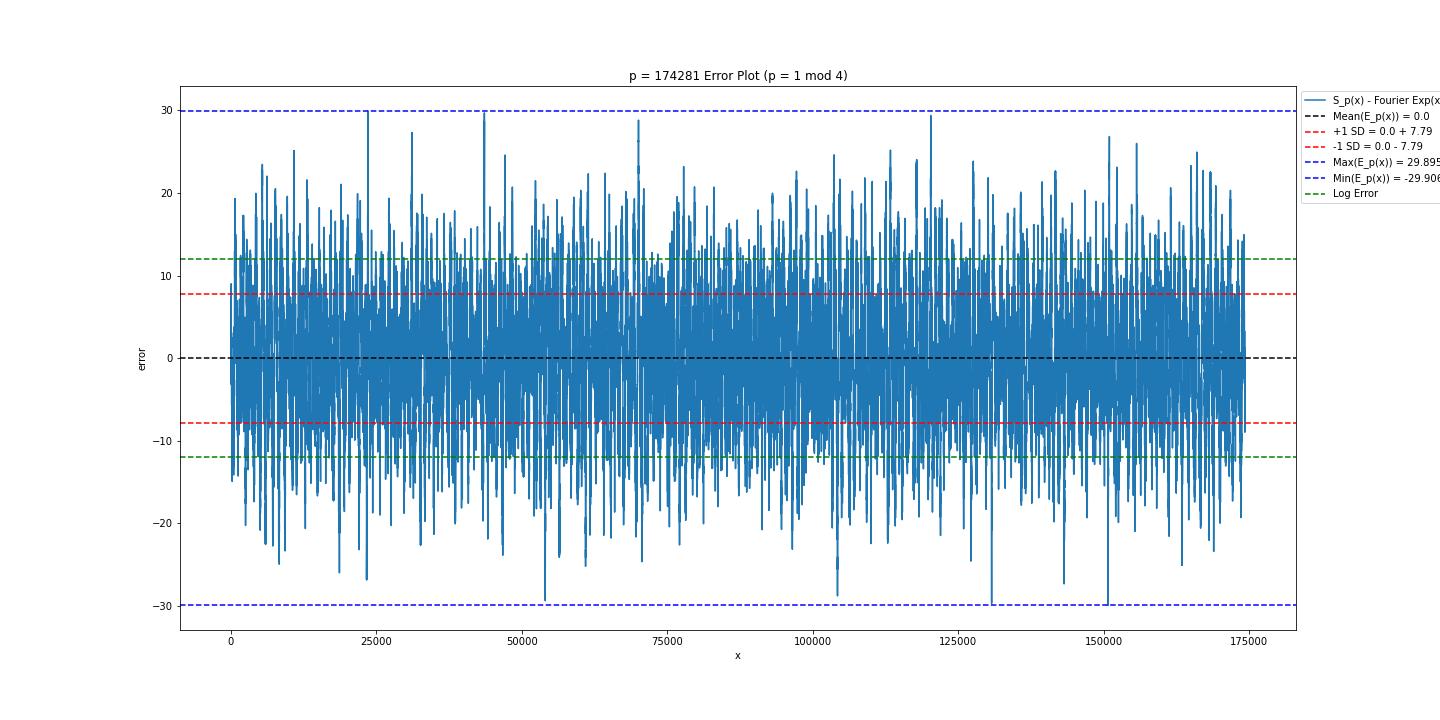 p = 174281 Error Plot (p = 1 mod 4)
30
20
10
0
−10
−20
−30
error
0
25000
50000
75000
100000
125000
150000
175000
x
S_p(x) - Fourier Exp(x
Mean(E_p(x)) = 0.0
+1 SD = 0.0 + 7.79
-1 SD = 0.0 - 7.79
Max(E_p(x)) = 29.895
Min(E_p(x)) = -29.906
Log Error